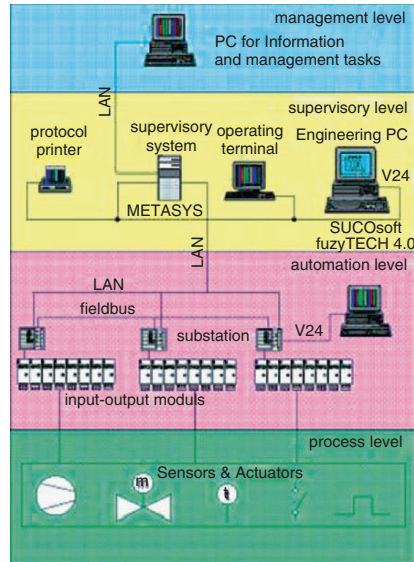 management level
PC for Information
and management tasks
LAN
supervisory level
protocol
printer
supervisory
system
operating
terminal
Engineering PC
V24
METASYS
SUCOsoft
fuzyTECH 4.0
LAN
automation level
LAN
fieldbus
substation
V24
input-output moduls
process level
Sensors & Actuators
m
t